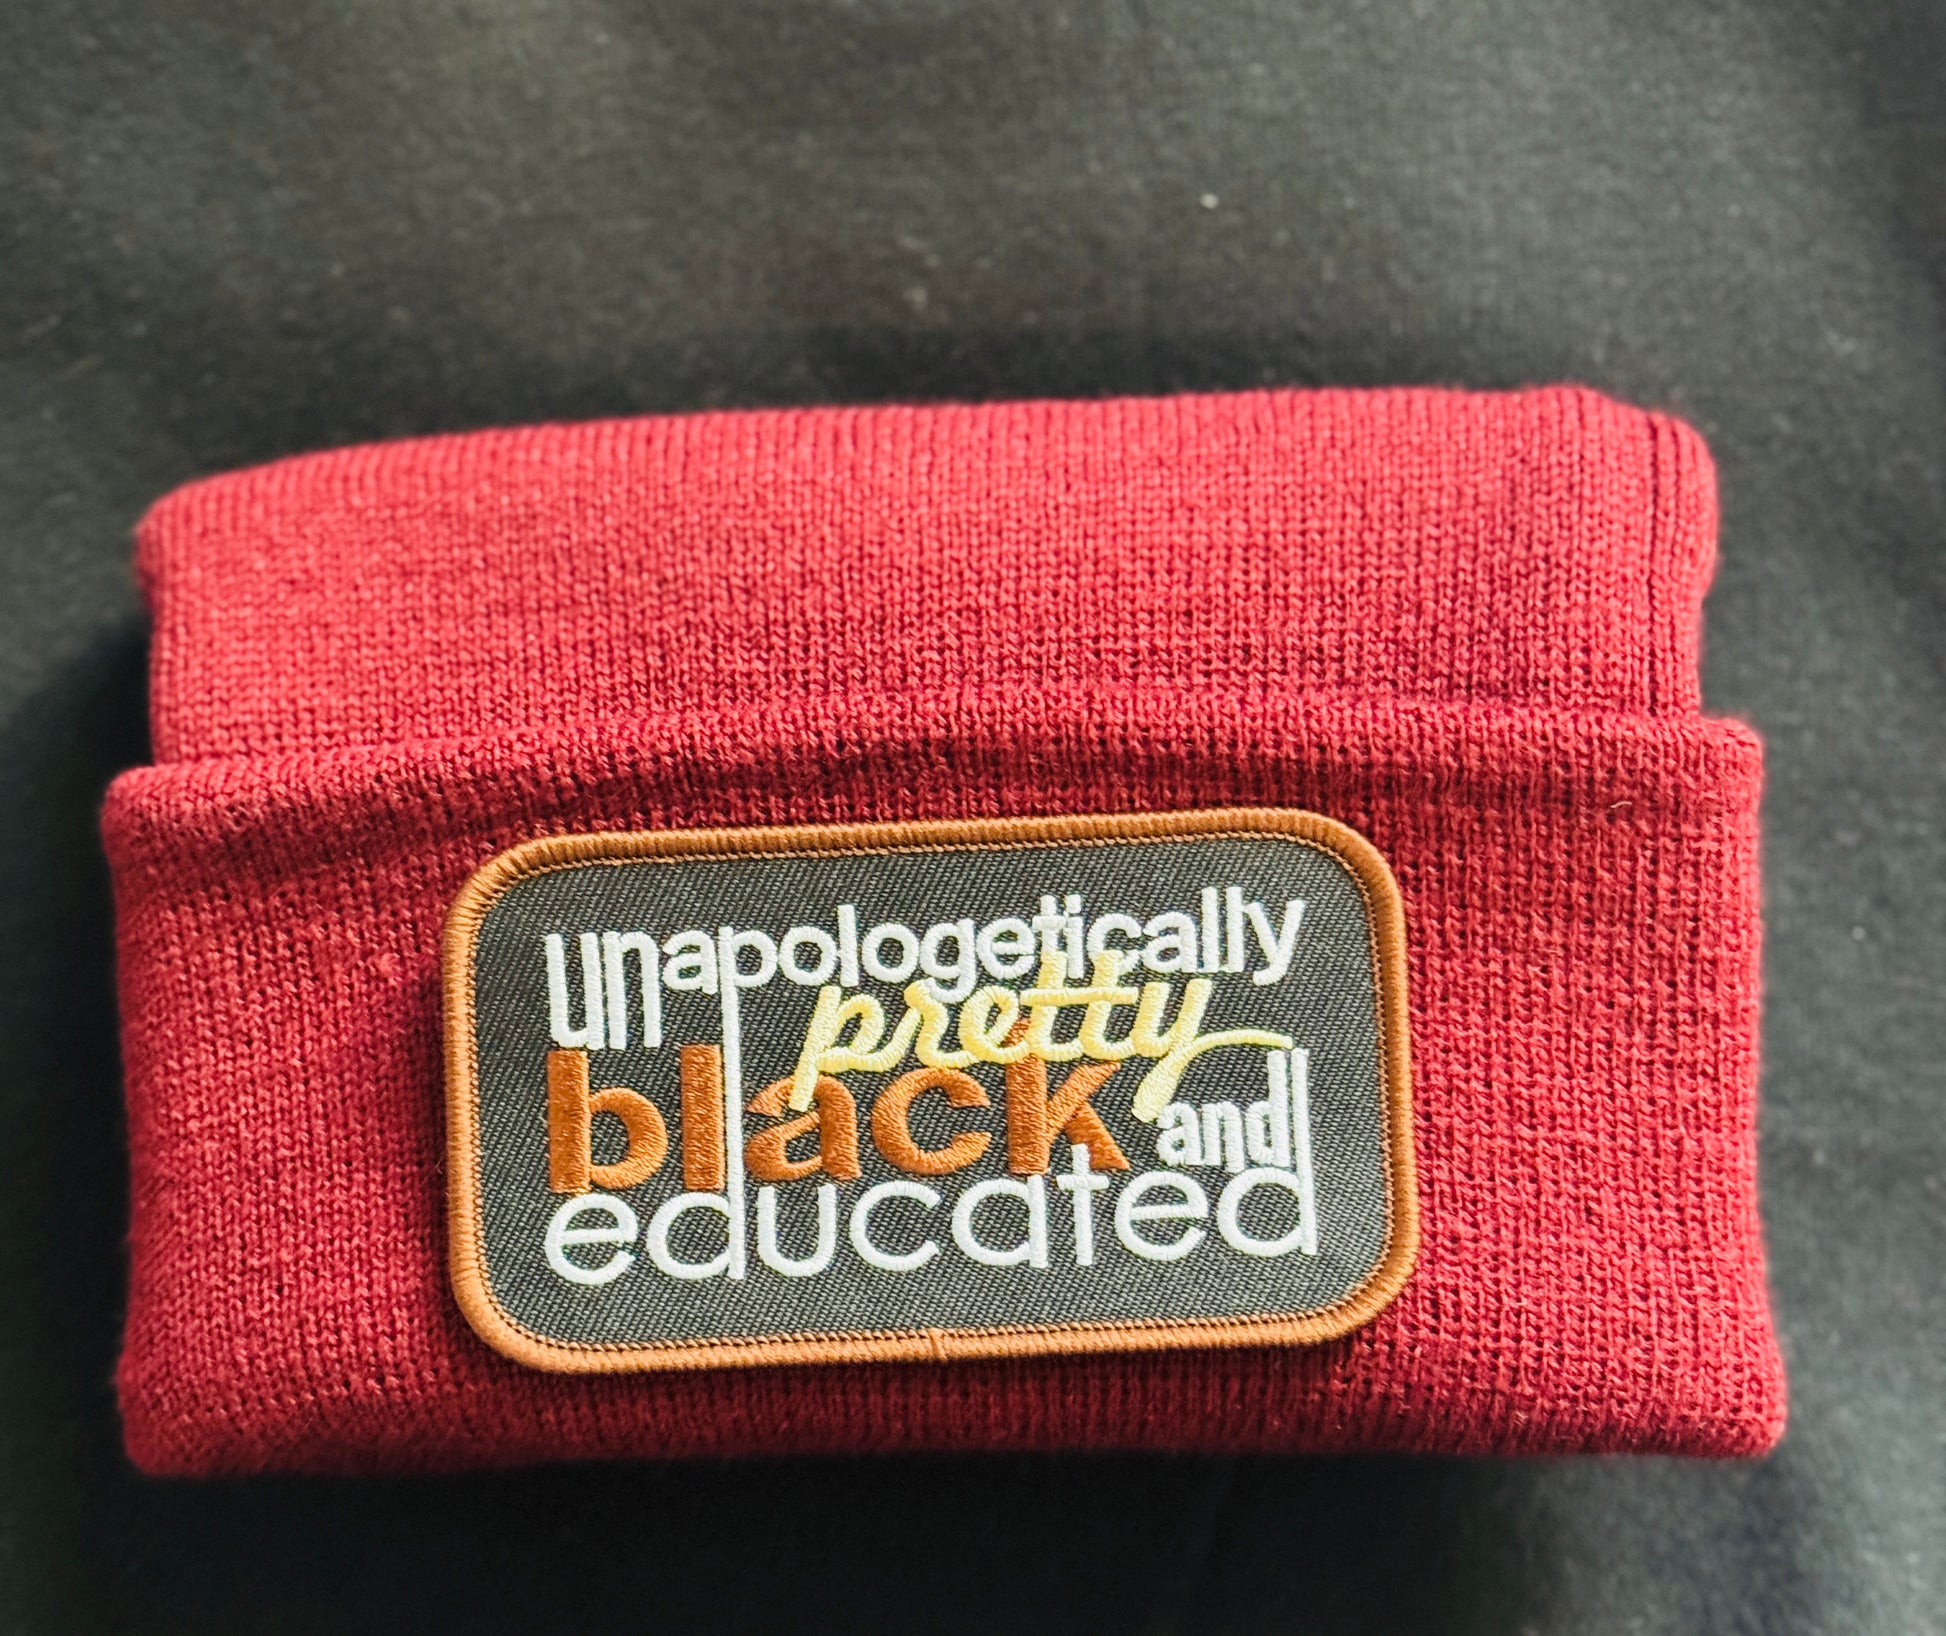 unapologetically
pretty
black and
educated